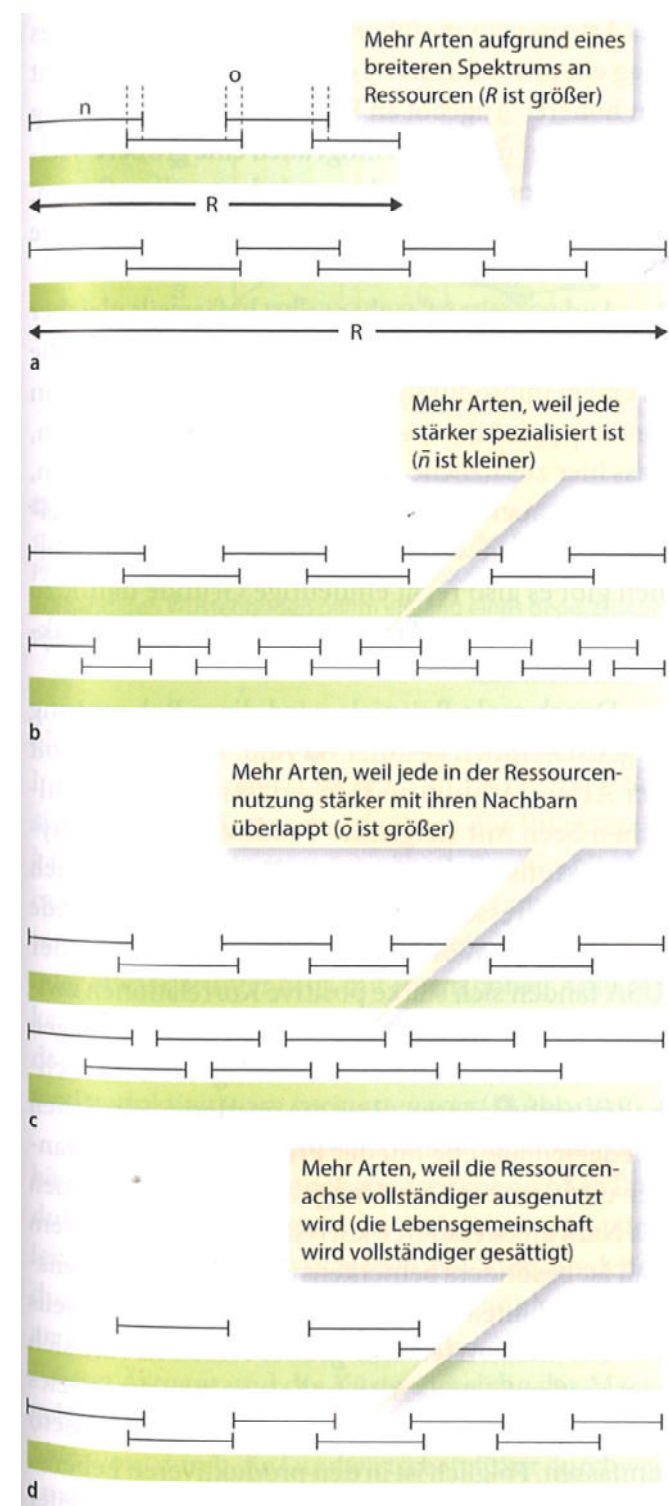 Mehr Arten aufgrund eines
breiteren Spektrums an
Ressourcen (R ist größer)
o
n
R
R
a
Mehr Arten, weil jede
stärker spezialisiert ist
(n̄ ist kleiner)
b
Mehr Arten, weil jede in der Ressourcen-
nutzung stärker mit ihren Nachbarn
überlappt (ō ist größer)
c
Mehr Arten, weil die Ressourcen-
achse vollständiger ausgenutzt
wird (die Lebensgemeinschaft
wird vollständiger gesättigt)
d